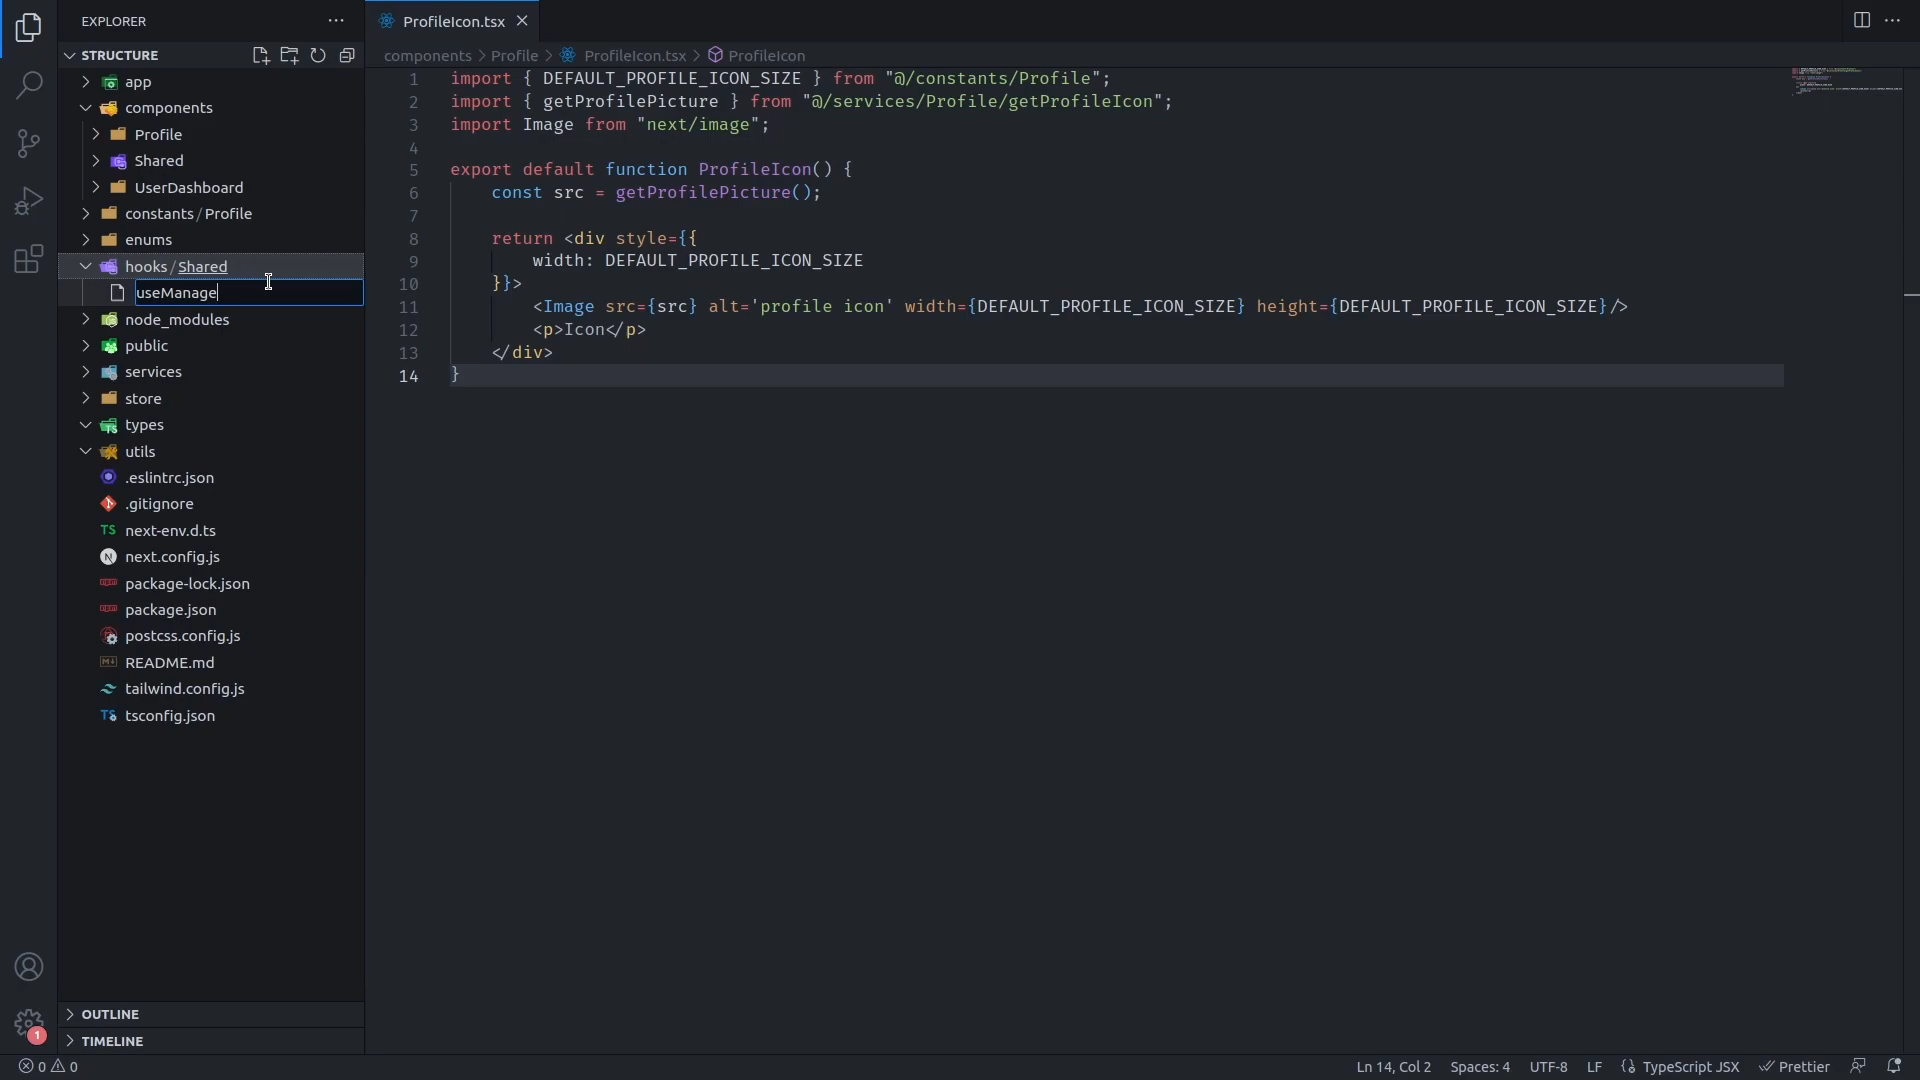 EXPLORER
STRUCTURE
app
components
Profile
Shared
UserDashboard
constants / Profile
enums
hooks / Shared
useManage
node_modules
public
services
store
types
utils
.eslintrc.json
.gitignore
TS next-env.d.ts
N next.config.js
package-lock.json
package.json
postcss.config.js
README.md
tailwind.config.js
TS tsconfig.json
OUTLINE
TIMELINE
1
ProfileIcon.tsx
components > Profile > ProfileIcon.tsx > ProfileIcon
1 import { DEFAULT_PROFILE_ICON_SIZE } from "@/constants/Profile";
2 import { getProfilePicture } from "@/services/Profile/getProfileIcon";
3 import Image from "next/image";
4
5 export default function ProfileIcon() {
6 const src = getProfilePicture();
7
8 return <div style={{
9 width: DEFAULT_PROFILE_ICON_SIZE
10 }}>
11 <Image src={src} alt='profile icon' width={DEFAULT_PROFILE_ICON_SIZE} height={DEFAULT_PROFILE_ICON_SIZE}/>
12 <p>Icon</p>
13 </div>
14 }
0 0
Ln 14, Col 2 Spaces: 4 UTF-8 LF {} TypeScript JSX Prettier